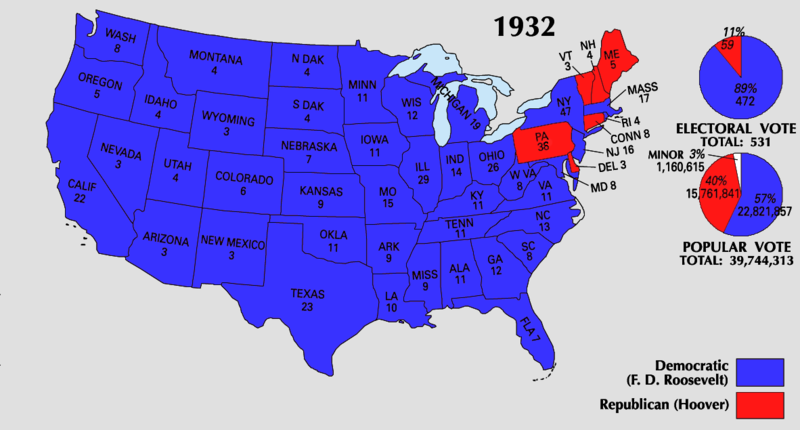 1932
WASH
8
OREGON
5
CALIF
22
NEVADA
3
IDAHO
4
MONTANA
4
WYOMING
3
UTAH
4
ARIZONA
3
COLORADO
6
NEW MEXICO
3
N DAK
4
S DAK
4
NEBRASKA
7
KANSAS
9
OKLA
11
TEXAS
23
MINN
11
IOWA
11
MO
15
ARK
9
LA
10
WIS
12
ILL
29
MICHIGAN 19
IND
14
OHIO
26
KY
11
TENN
11
MISS
9
ALA
11
GA
12
FLA 7
SC
8
NC
13
VA
11
W VA
8
PA
36
NY
47
VT
3
NH
4
ME
5
MASS
17
RI 4
CONN 8
NJ 16
DEL 3
MD 8
11%
59
89%
472
ELECTORAL VOTE
TOTAL: 531
MINOR 3%
1,160,615
40%
15,761,841
57%
22,821,857
POPULAR VOTE
TOTAL: 39,744,313
Democratic
(F. D. Roosevelt)
Republican (Hoover)